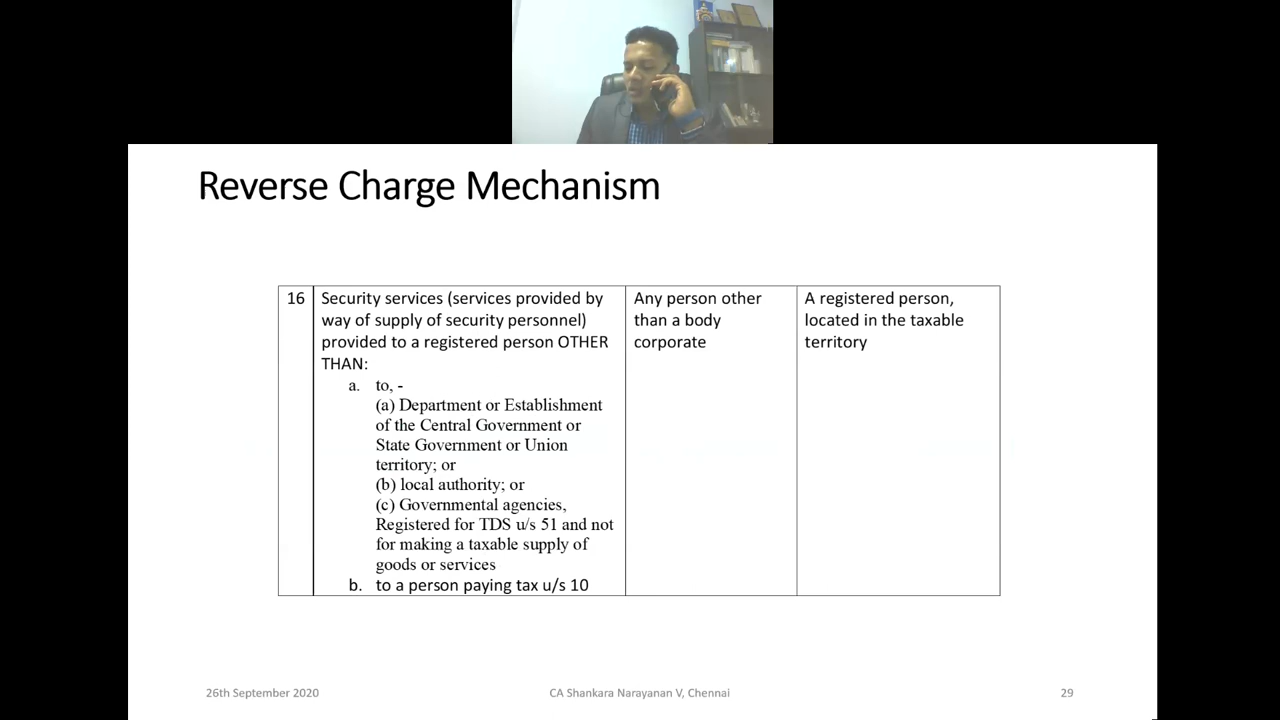 Reverse Charge Mechanism
16
Security services (services provided by
way of supply of security personnel)
provided to a registered person OTHER
THAN:
a. to, -
(a) Department or Establishment
of the Central Government or
State Government or Union
territory; or
(b) local authority; or
(c) Governmental agencies,
Registered for TDS u/s 51 and not
for making a taxable supply of
goods or services
b. to a person paying tax u/s 10
Any person other
than a body
corporate
A registered person,
located in the taxable
territory
26th September 2020
CA Shankara Narayanan V, Chennai
29